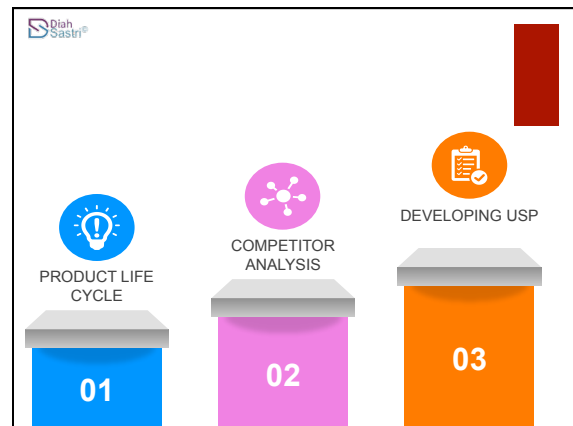 Diah
Sastri®
PRODUCT LIFE
CYCLE
COMPETITOR
ANALYSIS
DEVELOPING USP
01
02
03